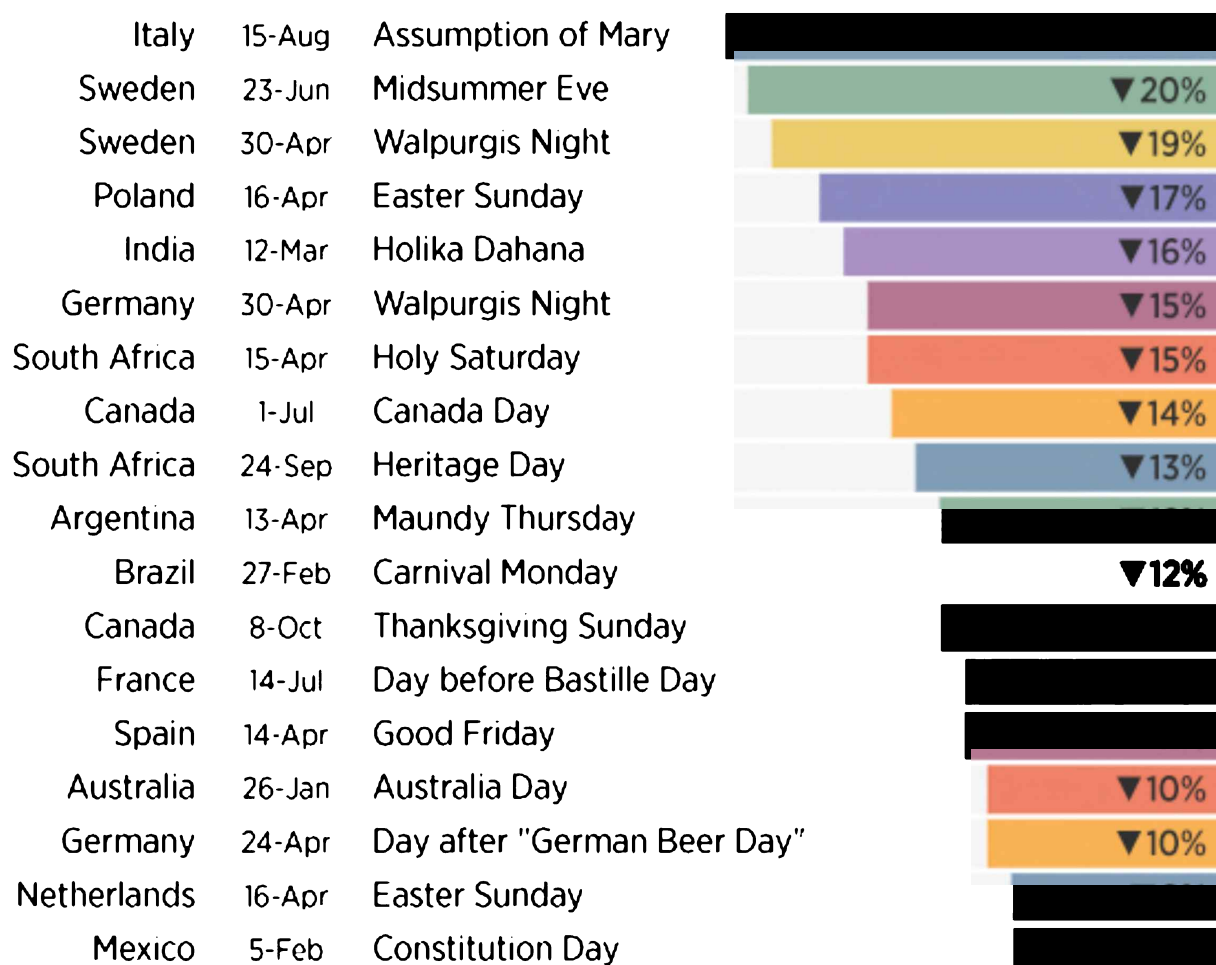 Italy 15-Aug Assumption of Mary
Sweden 23-Jun Midsummer Eve ▼20%
Sweden 30-Apr Walpurgis Night ▼19%
Poland 16-Apr Easter Sunday ▼17%
India 12-Mar Holika Dahana ▼16%
Germany 30-Apr Walpurgis Night ▼15%
South Africa 15-Apr Holy Saturday ▼15%
Canada 1-Jul Canada Day ▼14%
South Africa 24-Sep Heritage Day ▼13%
Argentina 13-Apr Maundy Thursday
Brazil 27-Feb Carnival Monday ▼12%
Canada 8-Oct Thanksgiving Sunday
France 14-Jul Day before Bastille Day
Spain 14-Apr Good Friday
Australia 26-Jan Australia Day ▼10%
Germany 24-Apr Day after "German Beer Day" ▼10%
Netherlands 16-Apr Easter Sunday
Mexico 5-Feb Constitution Day